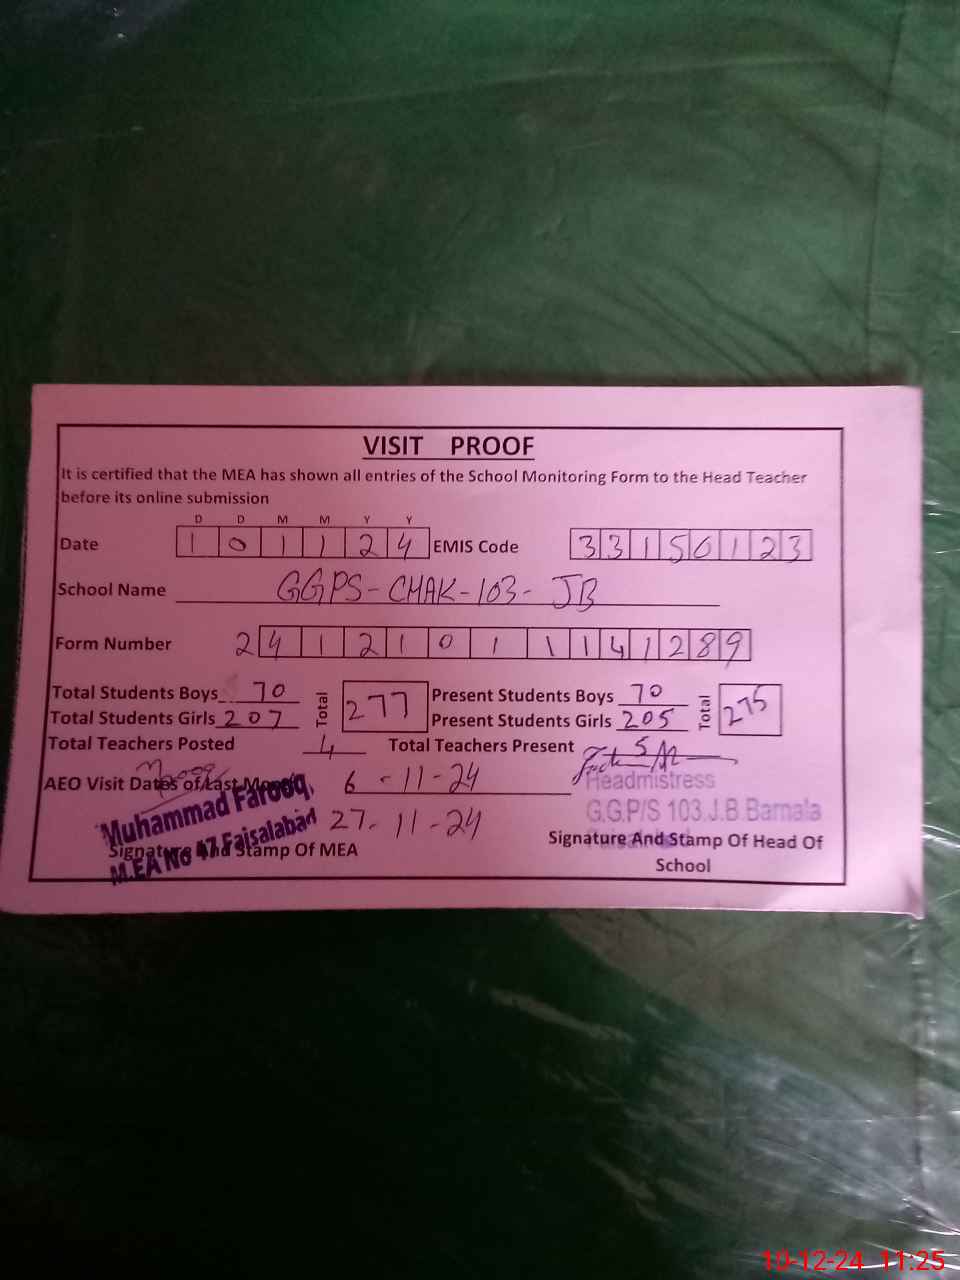 VISIT PROOF
It is certified that the MEA has shown all entries of the School Monitoring Form to the Head Teacher
before its online submission
D D M M Y Y
Date 1 0 1 1 2 4 EMIS Code 3 3 1 5 0 1 2 3
School Name GGPS-CHAK-103-JB
Form Number 2 4 1 2 1 0 1 1 1 4 1 2 8 9
Total Students Boys 70 Total 277 Present Students Boys 70 Total 275
Total Students Girls 207 Present Students Girls 205
Total Teachers Posted 4 Total Teachers Present 5
AEO Visit Dates of Last Month 6-11-24
27-11-24
Muhammad Farooq,
M.EA No 47 Faisalabad
Signature And Stamp Of MEA
Headmistress
G.G.P/S 103.J.B.Barnala
Signature And Stamp Of Head Of
School
10-12-24 11:25